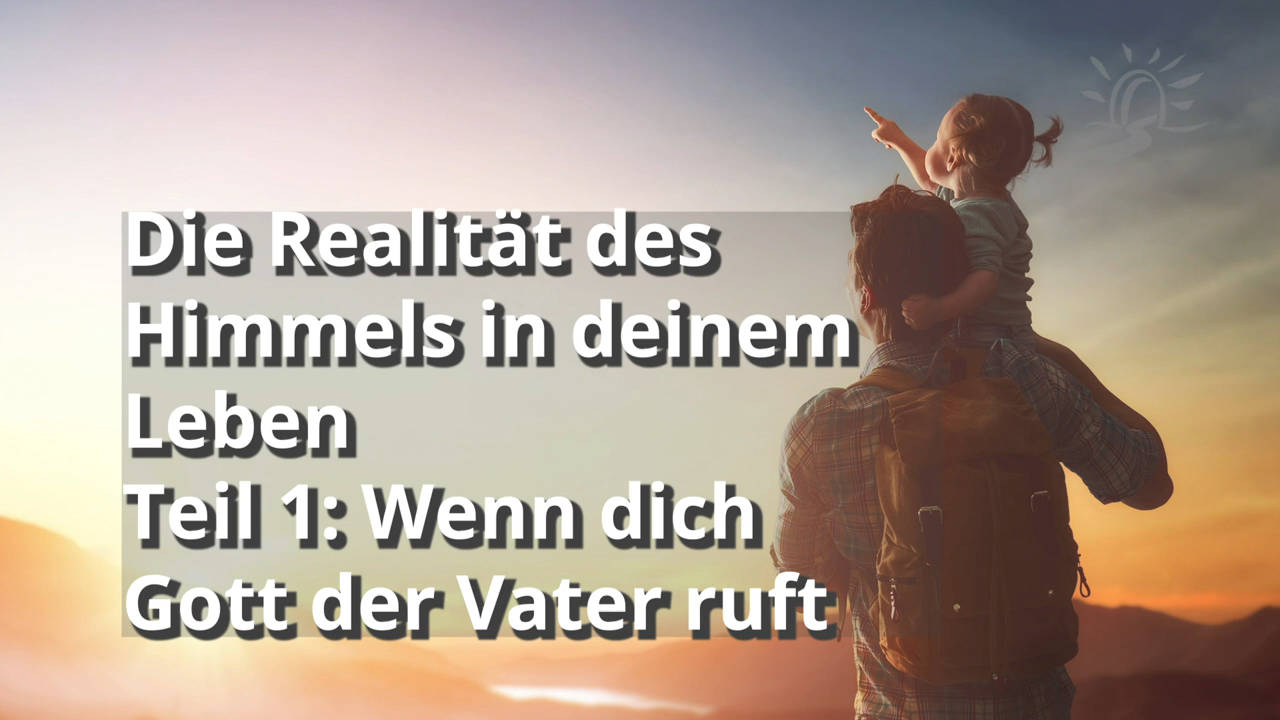 Die Realität des
Himmels in deinem
Leben
Teil 1: Wenn dich
Gott der Vater ruft